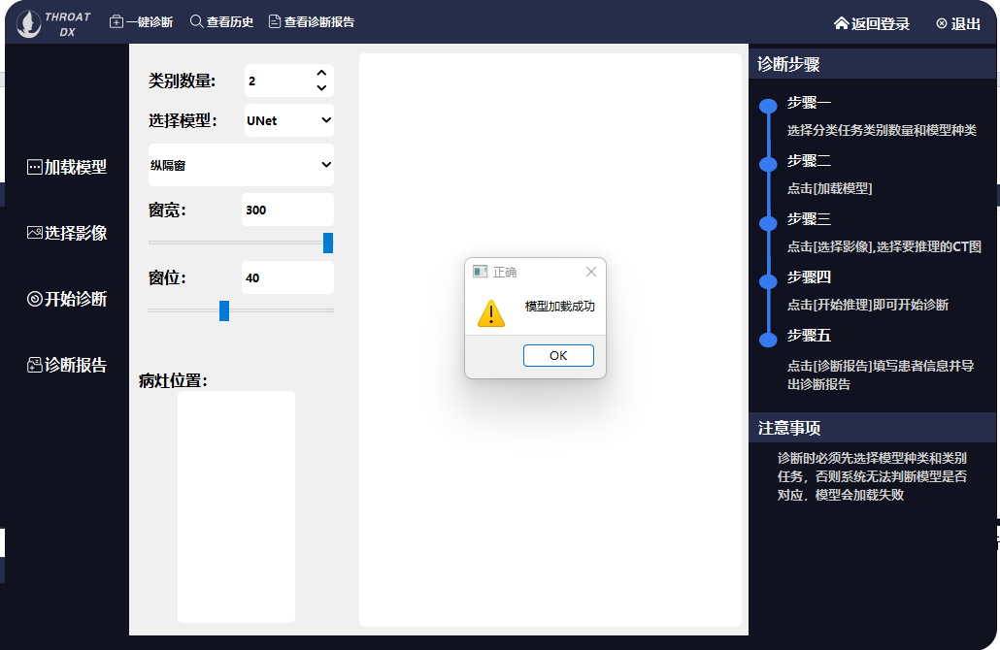 THROAT
DX
一键诊断
查看历史
查看诊断报告
返回登录
退出
加载模型
选择影像
开始诊断
诊断报告
类别数量：
2
选择模型：
UNet
纵隔窗
窗宽：
300
窗位：
40
病灶位置：
正确
模型加载成功
OK
诊断步骤
步骤一
选择分类任务类别数量和模型种类
步骤二
点击[加载模型]
步骤三
点击[选择影像],选择要推理的CT图
步骤四
点击[开始推理]即可开始诊断
步骤五
点击[诊断报告]填写患者信息并导
出诊断报告
注意事项
诊断时必须先选择模型种类和类别
任务，否则系统无法判断模型是否
对应，模型会加载失败